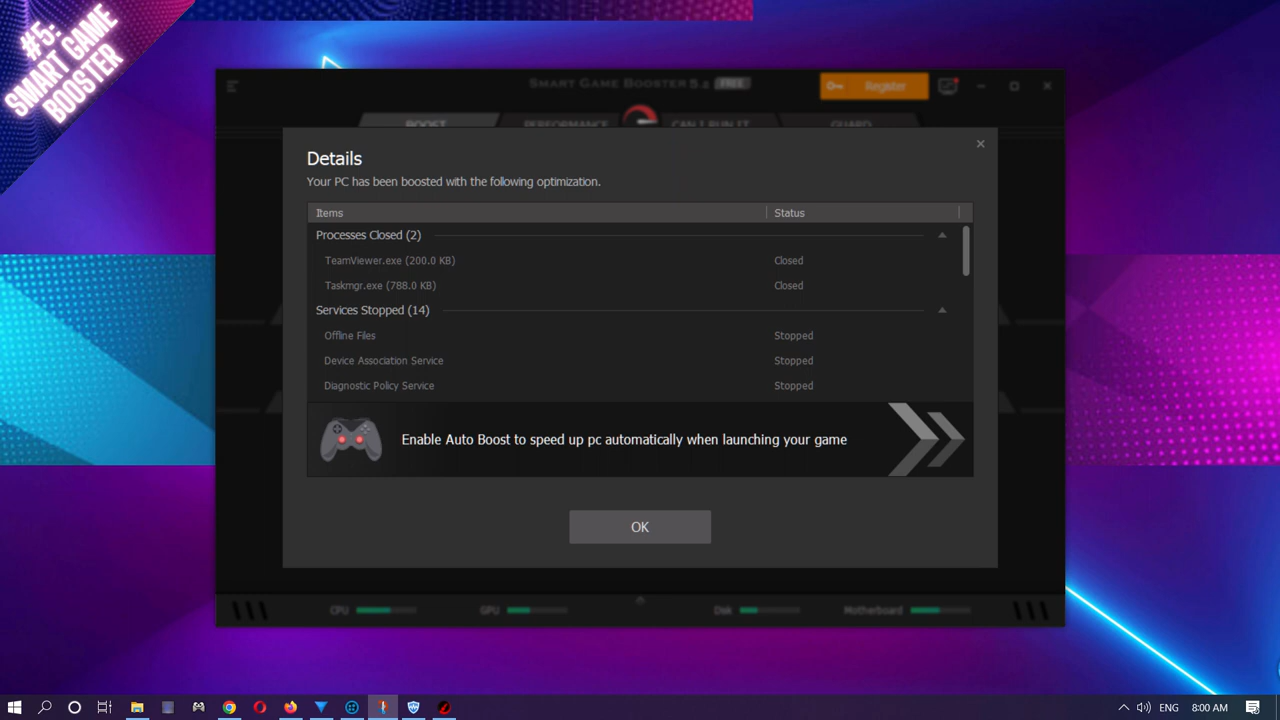 #5:
SMART GAME
BOOSTER
SMART GAME BOOSTER 5.2 FREE
Register
BOOST
PERFORMANCE
CAN I RUN IT
GUARD
Details
Your PC has been boosted with the following optimization.
Items
Status
Processes Closed (2)
TeamViewer.exe (200.0 KB)
Closed
Taskmgr.exe (788.0 KB)
Closed
Services Stopped (14)
Offline Files
Stopped
Device Association Service
Stopped
Diagnostic Policy Service
Stopped
Enable Auto Boost to speed up pc automatically when launching your game
OK
CPU
GPU
Disk
Motherboard
ENG
8:00 AM